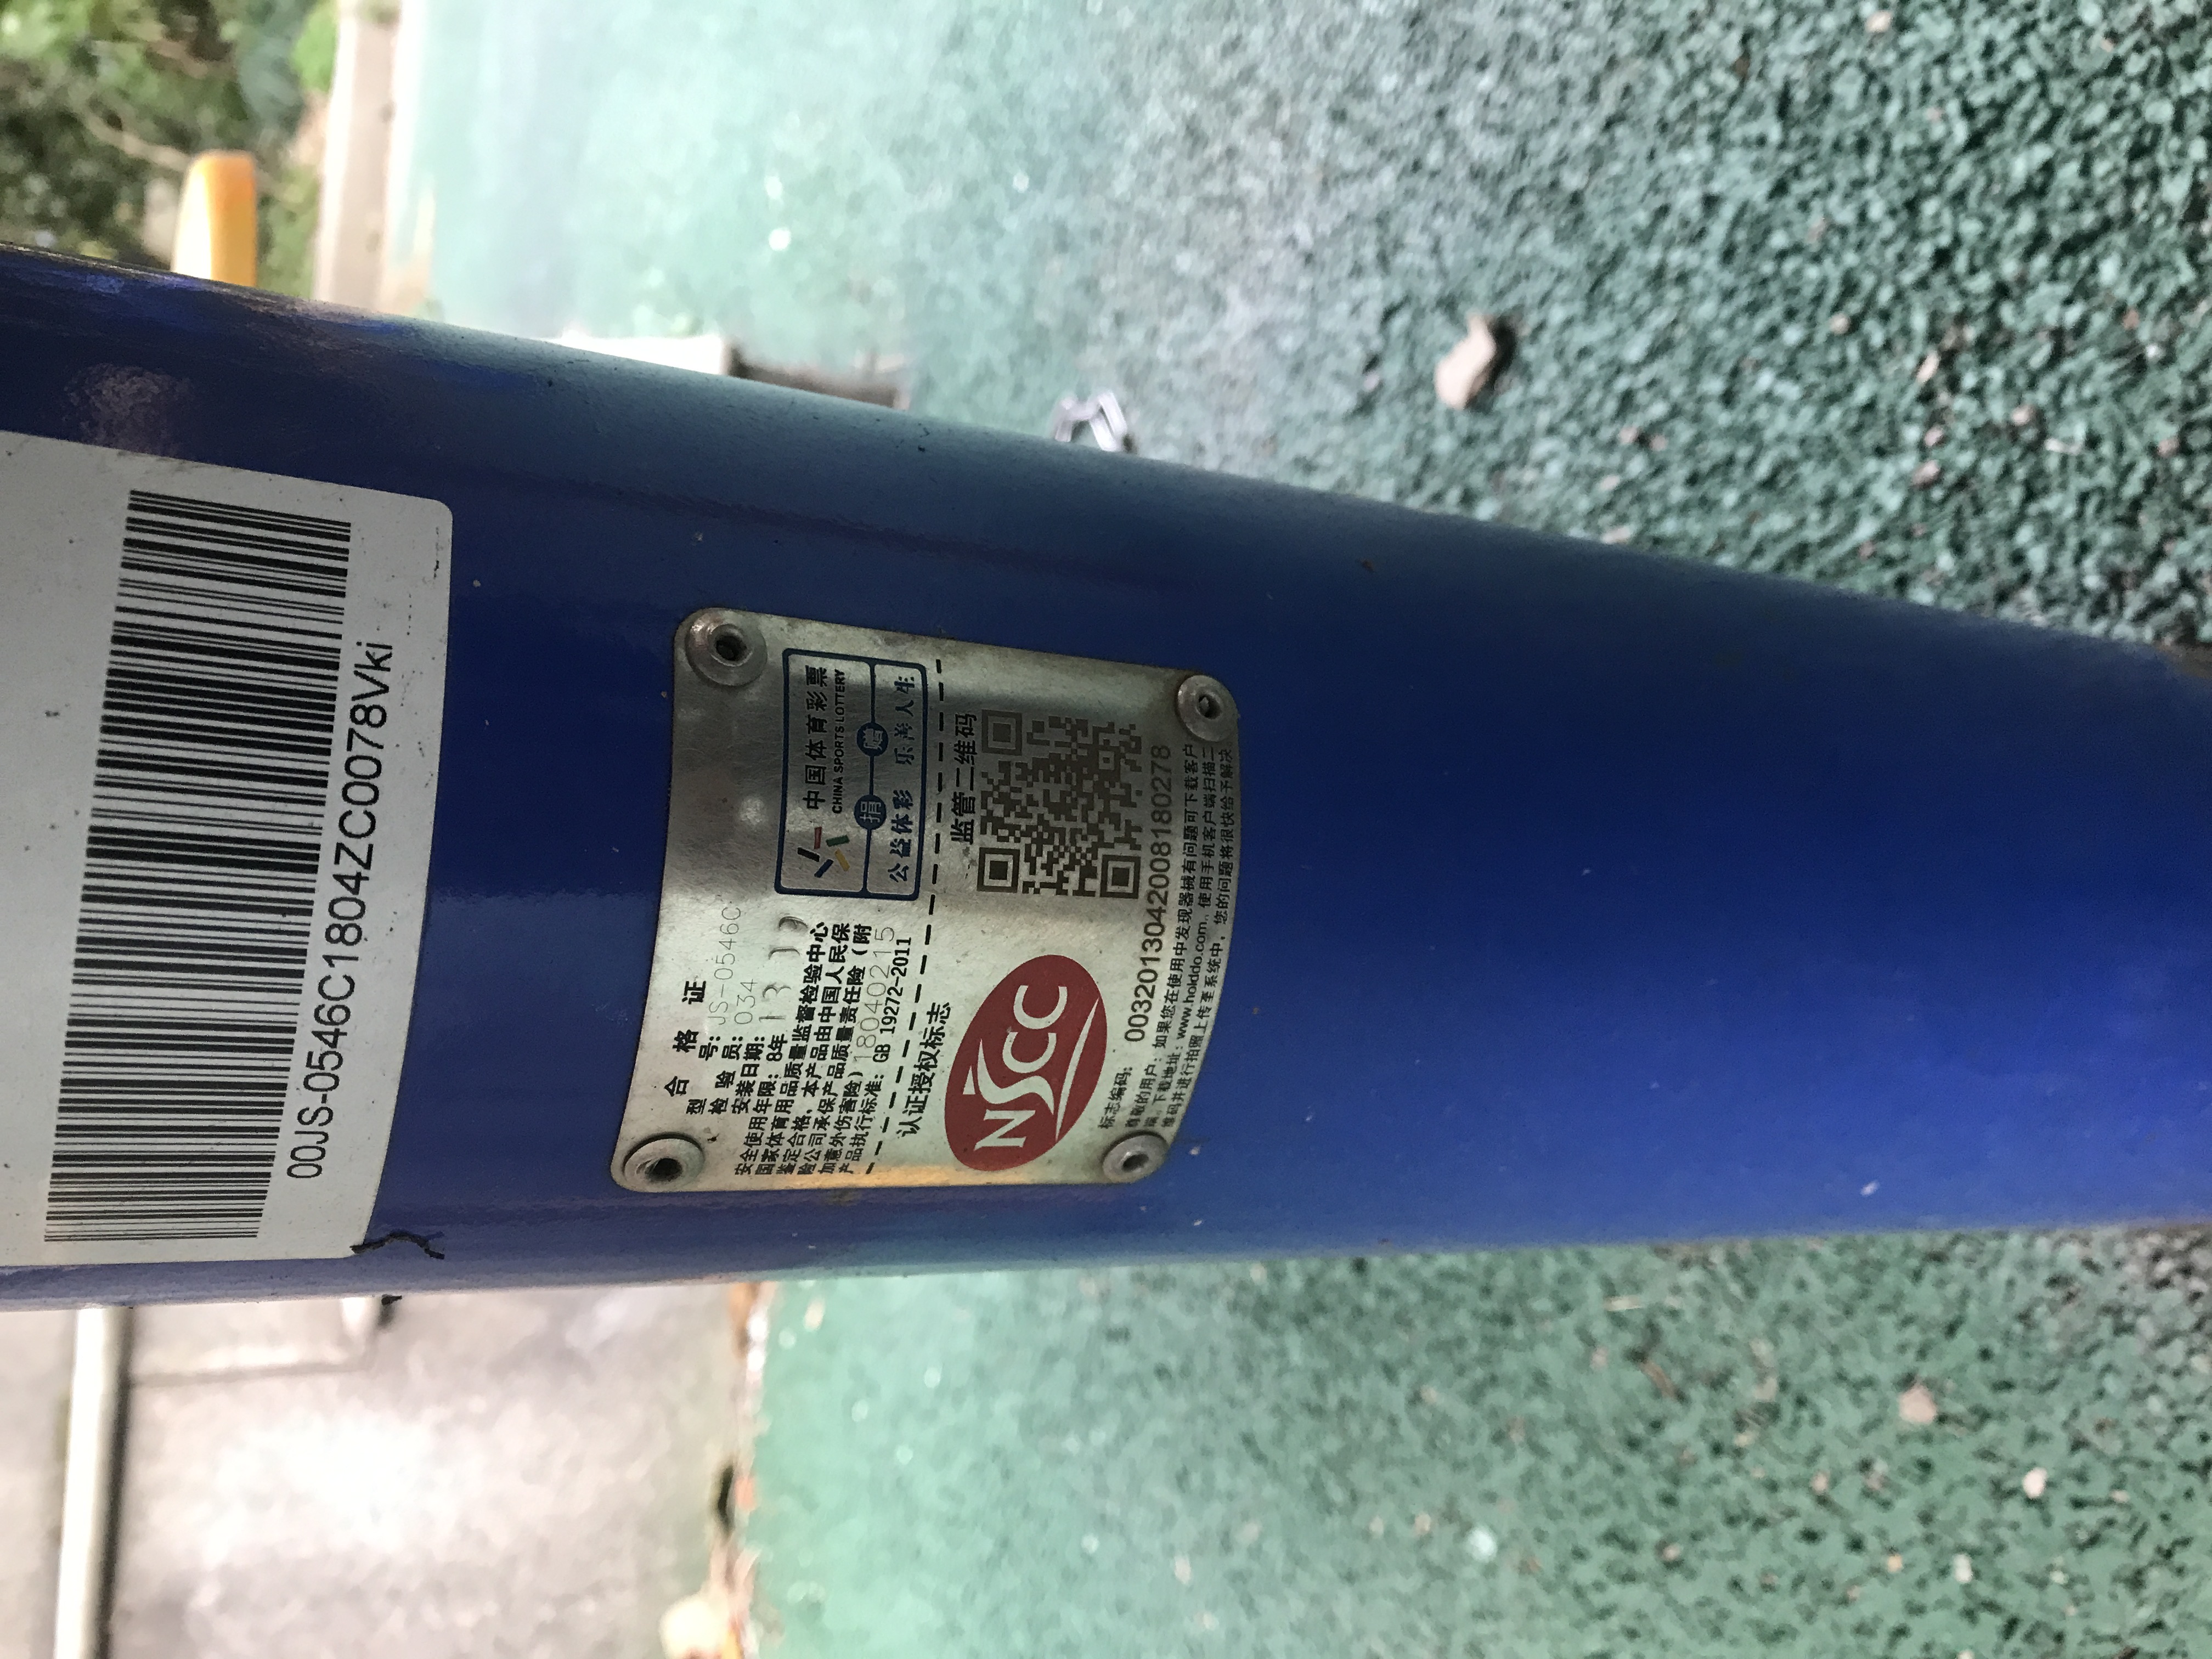 00JS-0546C1804ZC0078Vki
合格证
型号：JS-0546C
检验员：034
安装日期：
安全使用年限：8年
国家体育用品质量监督检验中心
鉴定合格，本产品由中国人民保
险公司承保产品质量责任险（附
加意外伤害险）18040215
产品执行标准：GB 19272-2011
中国体育彩票
CHINA SPORTS LOTTERY
捐赠
公益体彩 乐善人生
认证授权标志
监管二维码
NSCC
标志编码：
00320130420081802​78
尊敬的用户：如果您在使用中发现器械有问题可下载客户
端，下载地址：www.holddo.com，使用手机客户端扫描二
维码并进行拍照上传至系统中，您的问题将很快给予解决